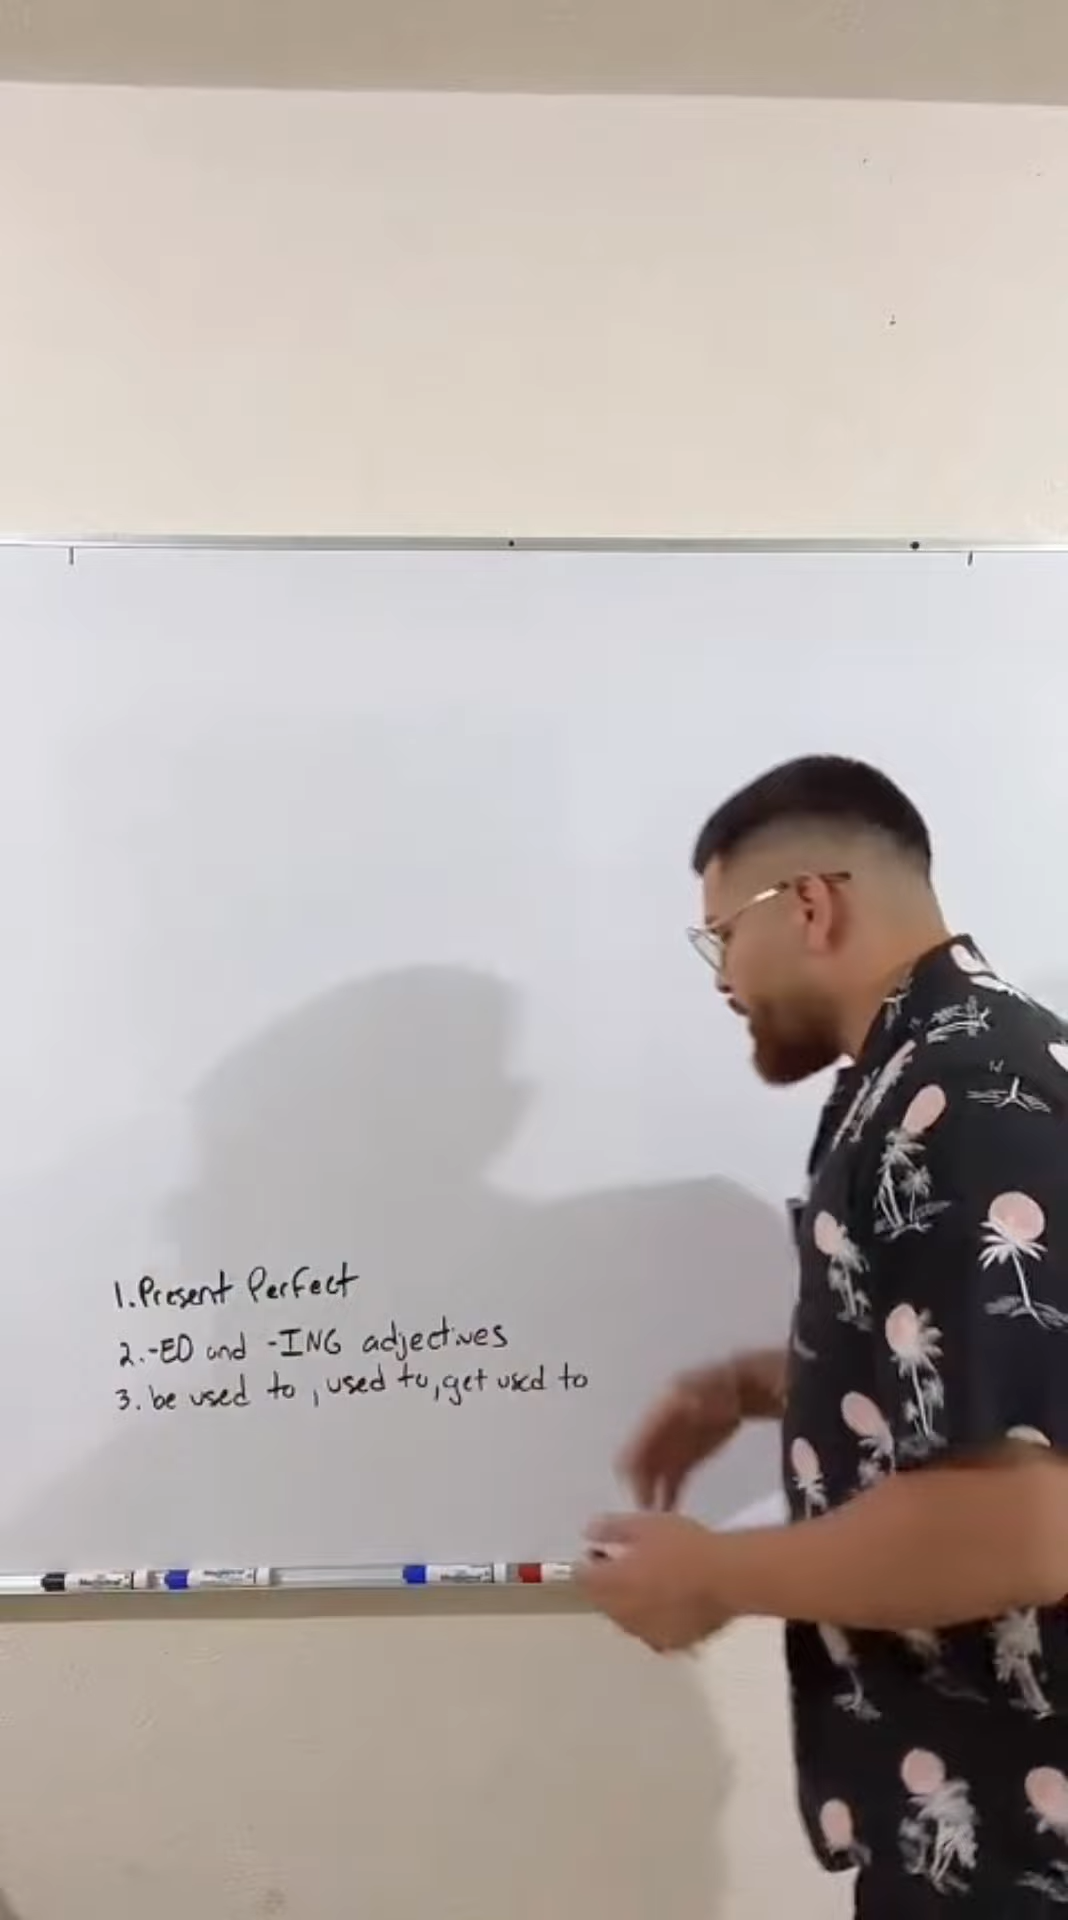 1. Present Perfect
2. -ED and -ING adjectives
3. be used to, used to, get used to